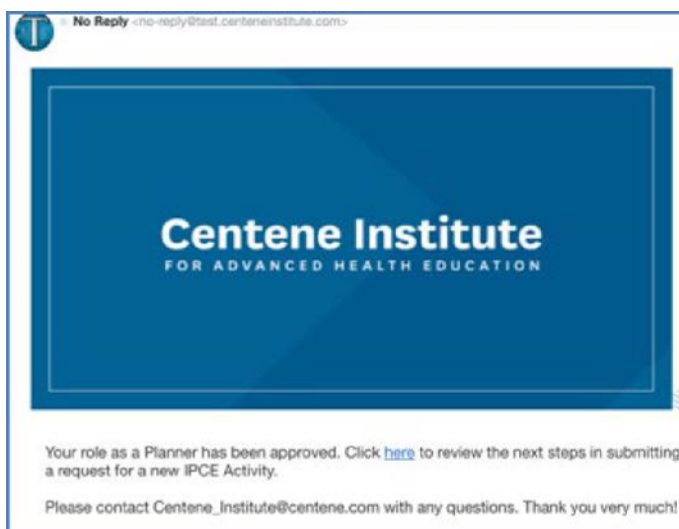 T
No Reply <no-reply@test.centeneinstitute.com>
Centene Institute
FOR ADVANCED HEALTH EDUCATION
Your role as a Planner has been approved. Click here to review the next steps in submitting
a request for a new IPCE Activity.
Please contact Centene_Institute@centene.com with any questions. Thank you very much!